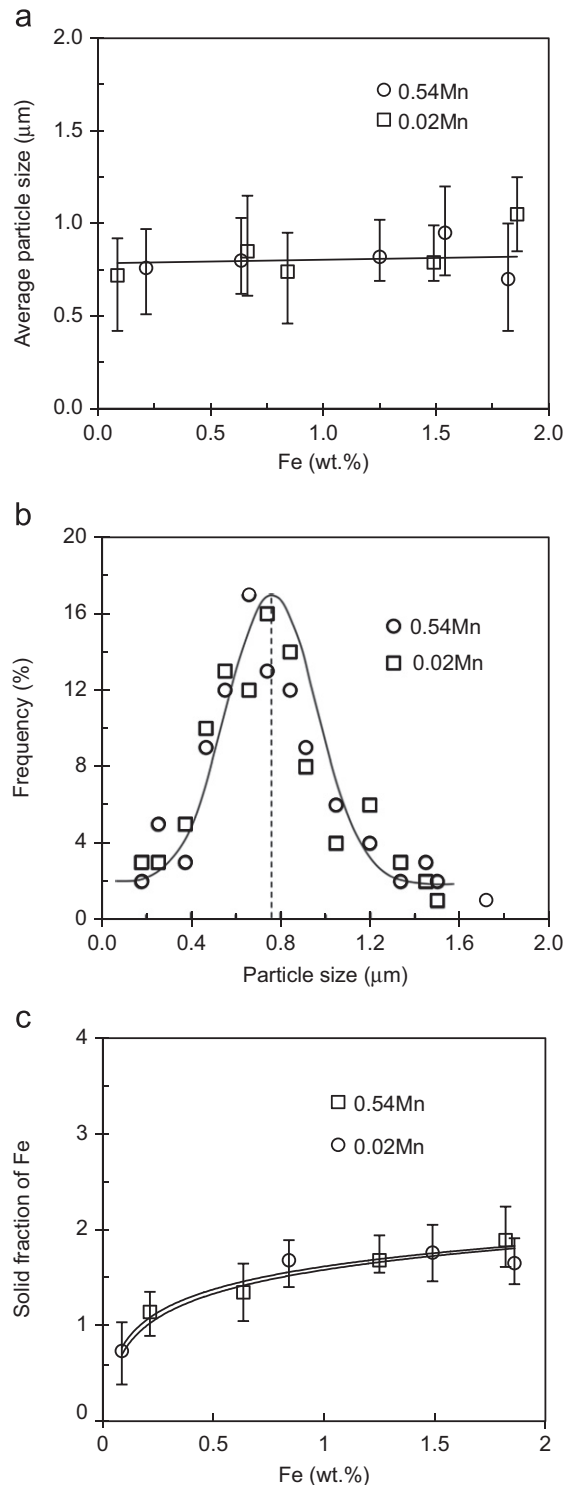 a
2.0
1.5
1.0
0.5
0.0
Average particle size (μm)
0.54Mn
0.02Mn
0.0 0.5 1.0 1.5 2.0
Fe (wt.%)
b
20
16
12
8
4
0
Frequency (%)
0.54Mn
0.02Mn
0.0 0.4 0.8 1.2 1.6 2.0
Particle size (μm)
c
4
3
2
1
0
Solid fraction of Fe
0.54Mn
0.02Mn
0 0.5 1 1.5 2
Fe (wt.%)